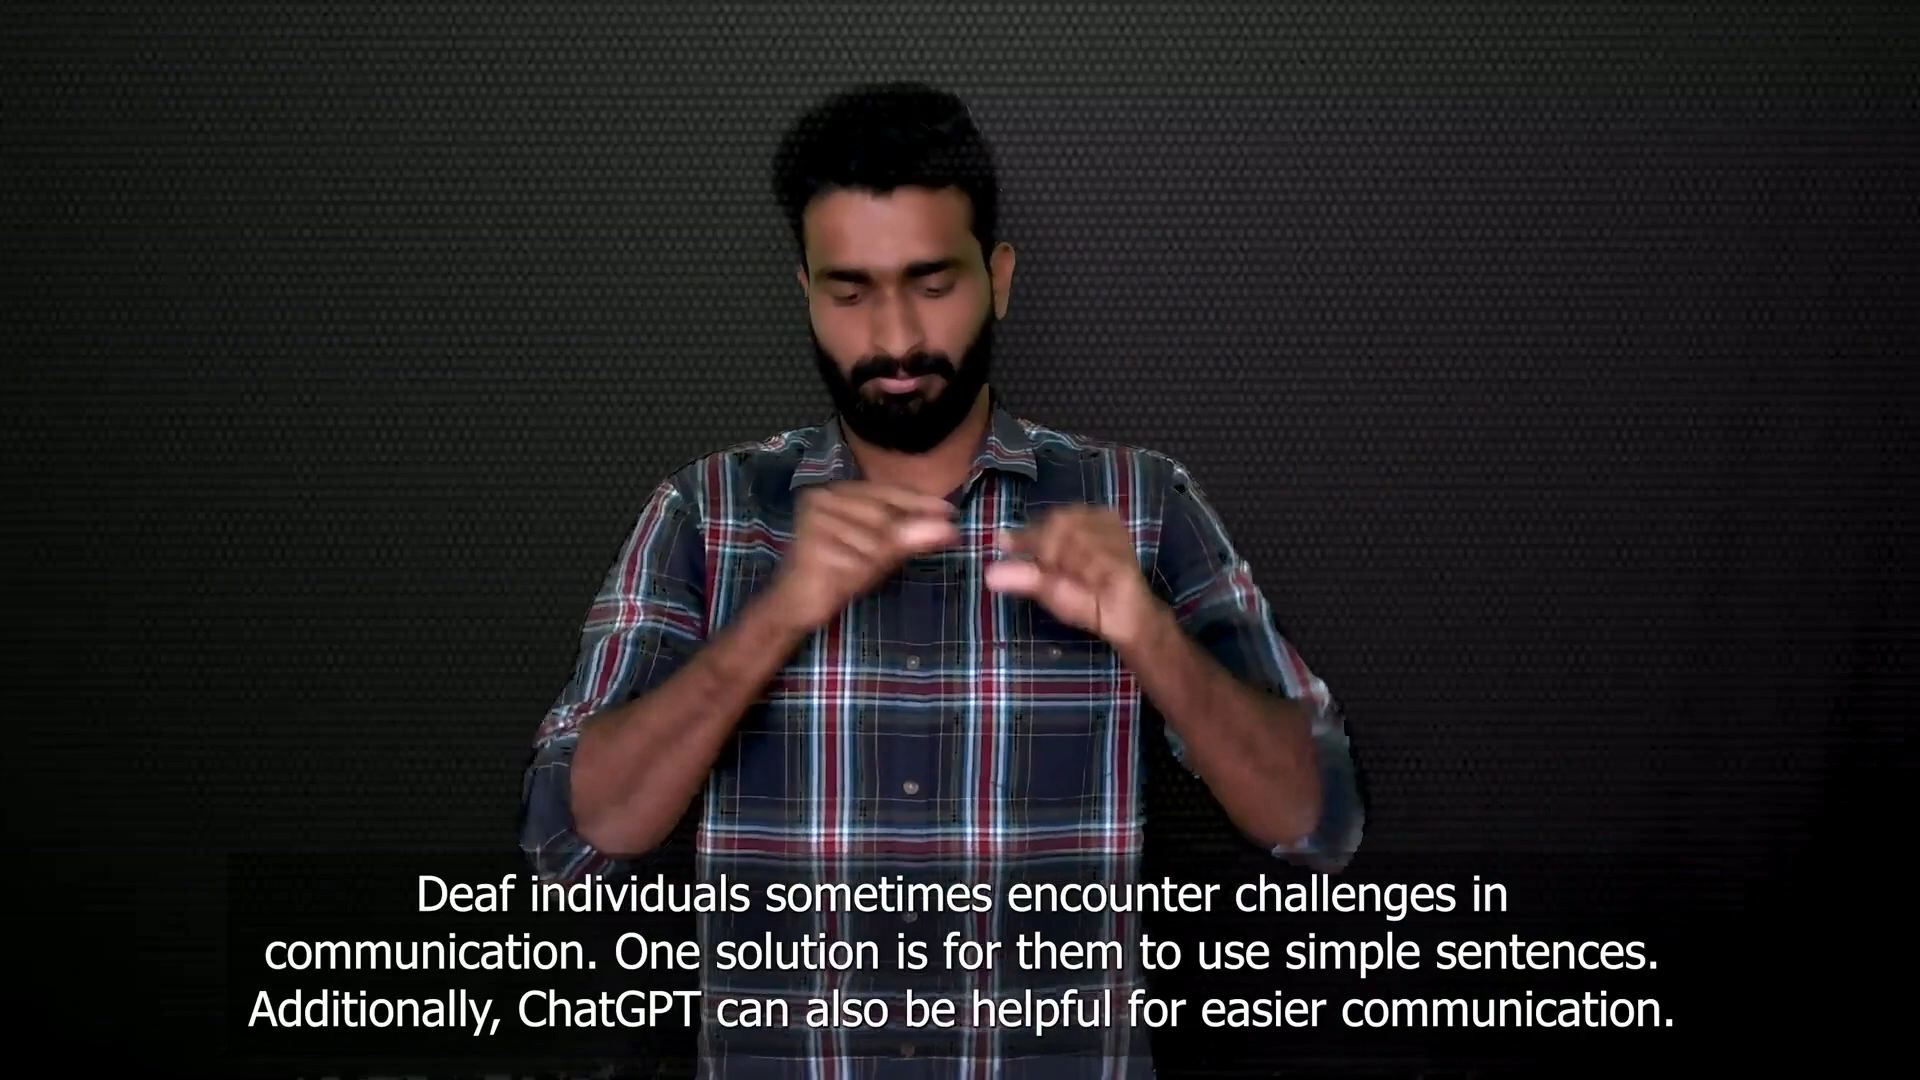 Deaf individuals sometimes encounter challenges in
communication. One solution is for them to use simple sentences.
Additionally, ChatGPT can also be helpful for easier communication.